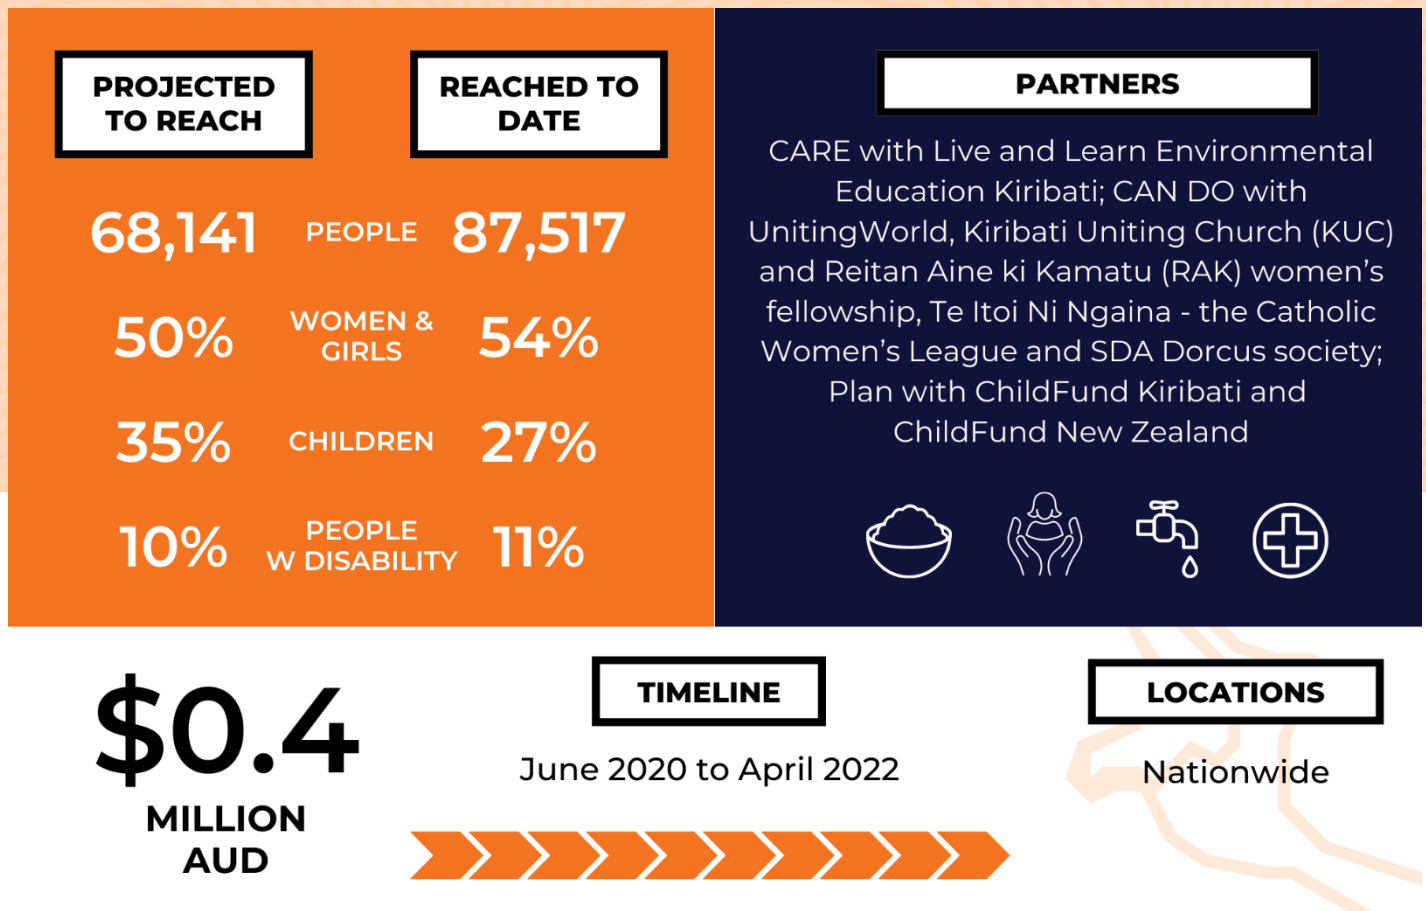 PROJECTED
TO REACH
REACHED TO
DATE
68,141 PEOPLE 87,517
50% WOMEN &
GIRLS 54%
35% CHILDREN 27%
10% PEOPLE
W DISABILITY 11%
PARTNERS
CARE with Live and Learn Environmental
Education Kiribati; CAN DO with
UnitingWorld, Kiribati Uniting Church (KUC)
and Reitan Aine ki Kamatu (RAK) women's
fellowship, Te Itoi Ni Ngaina - the Catholic
Women's League and SDA Dorcus society;
Plan with ChildFund Kiribati and
ChildFund New Zealand
$0.4
MILLION
AUD
TIMELINE
June 2020 to April 2022
LOCATIONS
Nationwide